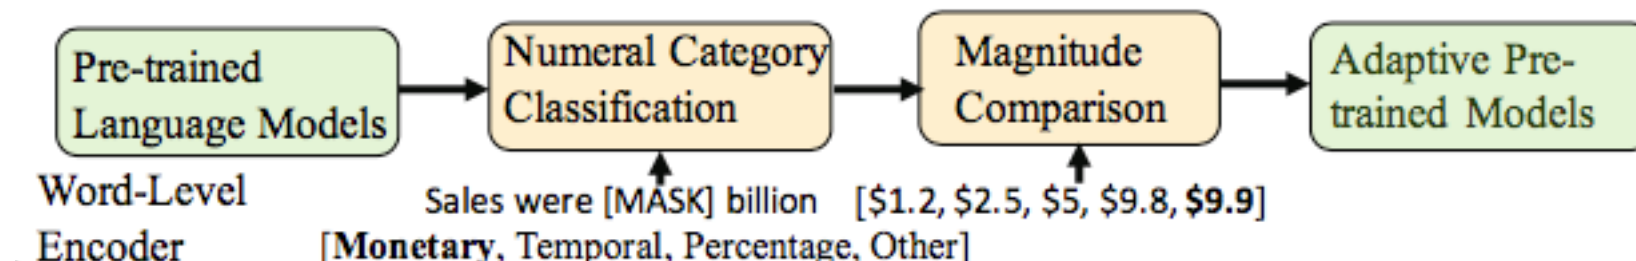 Pre-trained
Language Models
Numeral Category
Classification
Magnitude
Comparison
Adaptive Pre-
trained Models
Word-Level
Encoder
Sales were [MASK] billion
[$1.2, $2.5, $5, $9.8, $9.9]
[Monetary, Temporal, Percentage, Other]